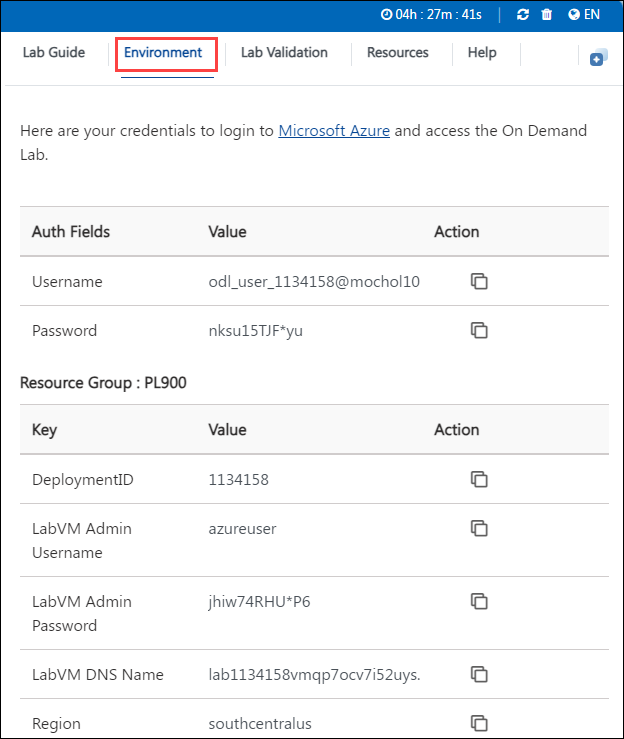 04h : 27m : 41s EN
Lab Guide Environment Lab Validation Resources Help
Here are your credentials to login to Microsoft Azure and access the On Demand
Lab.
Auth Fields Value Action
Username odl_user_1134158@mochol10
Password nksu15TJF*yu
Resource Group : PL900
Key Value Action
DeploymentID 1134158
LabVM Admin azureuser
Username
LabVM Admin jhiw74RHU*P6
Password
LabVM DNS Name lab1134158vmqp7ocv7i52uys.
Region southcentralus